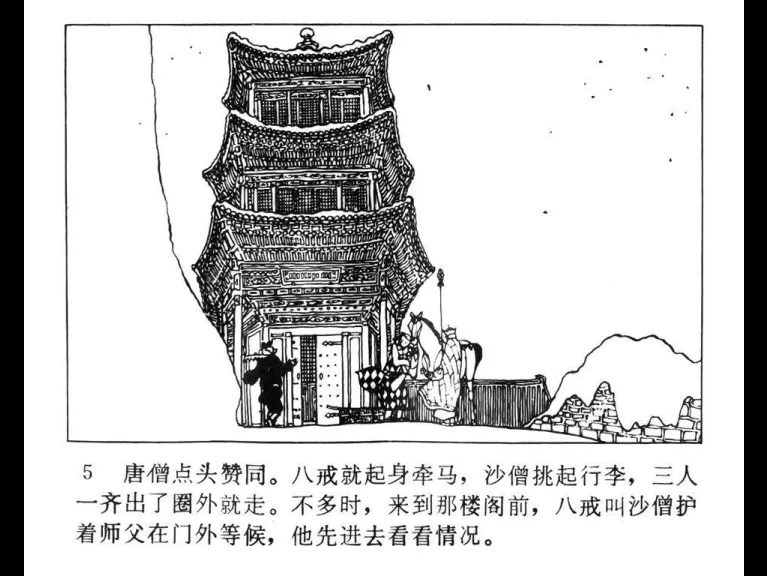 5 唐僧点头赞同。八戒就起身牵马，沙僧挑起行李，三人
一齐出了圈外就走。不多时，来到那楼阁前，八戒叫沙僧护
着师父在门外等候，他先进去看看情况。